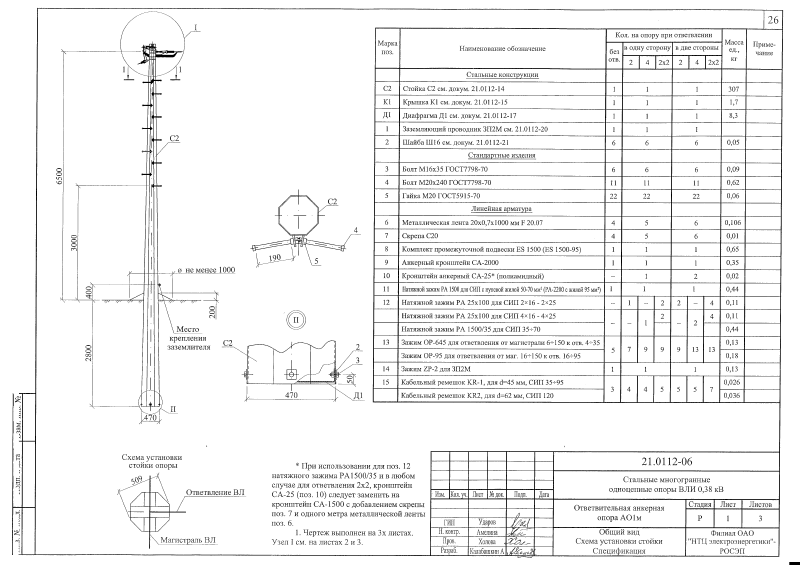 26
I
1
1
С2
6500
3000
ø не менее 1000
400
200
2800
Место
крепления
заземлителя
II
470
С2
4
190
5
II
С2
2
3
50
Д1
470
Схема установки
стойки опоры
509
Ответвление ВЛ
Магистраль ВЛ
Марка поз.
Наименование обозначение
Кол. на опору при ответвлении
Масса ед., кг
Приме-чание
без отв.
в одну сторону
в две стороны
2 4 2х2 2 4 2х2
Стальные конструкции
С2 Стойка С2 см. докум. 21.0112-14 1 1 1 307
К1 Крышка К1 см. докум. 21.0112-15 1 1 1 1,7
Д1 Диафрагма Д1 см. докум. 21.0112-17 1 1 1 8,3
1 Заземляющий проводник ЗП2М см. 21.0112-20 1 1 1
2 Шайба Ш16 см. докум. 21.0112-21 6 6 6 0,05
Стандартные изделия
3 Болт М16х35 ГОСТ7798-70 6 6 6 0,09
4 Болт М20х240 ГОСТ7798-70 11 11 11 0,62
5 Гайка М20 ГОСТ5915-70 22 22 22 0,06
Линейная арматура
6 Металлическая лента 20х0,7х1000 мм F 20.07 4 5 6 0,106
7 Скрепа С20 4 5 6 0,01
8 Комплект промежуточной подвески ES 1500 (ES 1500-95) 1 1 1 0,65
9 Анкерный кронштейн СА-2000 1 1 1 0,35
10 Кронштейн анкерный СА-25* (полиамидный) – 1 2 0,02
11 Натяжной зажим РА 1500 для СИП с нулевой жилой 50-70 мм² (РА-2200 с жилой 95 мм²) 1 1 1 0,44
12 Натяжной зажим РА 25х100 для СИП 2×16 - 2×25 – 1 – 2 2 – 4 0,11
Натяжной зажим РА 25х100 для СИП 4×16 - 4×25 – – 1 2 – 2 4 0,11
Натяжной зажим РА 1500/35 для СИП 35÷70 0,44
13 Зажим ОР-645 для ответвления от магистрали 6÷150 к отв. 4÷35 5 7 9 9 9 13 13 0,13
Зажим ОР-95 для ответвления от маг. 16÷150 к отв. 16÷95 0,18
14 Зажим ZP-2 для ЗП2М 1 1 1 0,13
15 Кабельный ремешок KR-1, для d=45 мм, СИП 35÷95 3 4 4 5 5 5 7 0,026
Кабельный ремешок KR2, для d=62 мм, СИП 120 0,036
* При использовании для поз. 12
натяжного зажима РА1500/35 и в любом
случае для ответвления 2х2, кронштейн
СА-25 (поз. 10) следует заменить на
кронштейн СА-1500 с добавлением скрепы
поз. 7 и одного метра металлической ленты
поз. 6.
1. Чертеж выполнен на 3х листах.
Узел I см. на листах 2 и 3.
21.0112-06
Стальные многогранные
одноцепные опоры ВЛИ 0,38 кВ
Изм. Кол. уч. Лист № док. Подп. Дата
ГИП Ударов
Н. контр. Амелина
Пров. Холова
Разраб. Калабашкин А.
Ответвительная анкерная
опора АО1м
Стадия Лист Листов
Р 1 3
Общий вид
Схема установки стойки
Спецификация
Филиал ОАО
"НТЦ электроэнергетики"-
РОСЭП